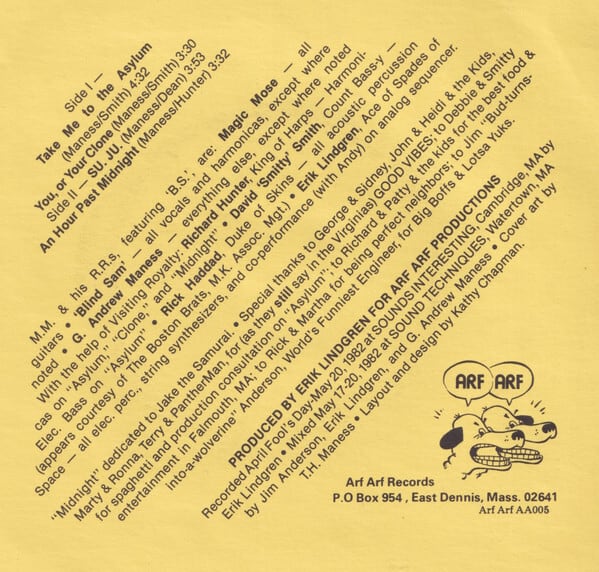 Side I —
Take Me to the Asylum
(Maness/Smith) 4:32
You, or Your Clone (Maness/Smith) 3:30
Side II — SU. JU. (Maness/Dean) 3:53
An Hour Past Midnight (Maness/Hunter) 3:32
M.M. & his R.R.s, featuring 'B.S.', are: Magic Mose — all
guitars • 'Blind Sam' — all vocals and harmonicas, except where
noted • G. Andrew Maness — everything else, except where noted
With the help of Visiting Royalty: Richard Hunter, King of Harps — Harmoni-
cas on "Asylum," "Clone," and "Midnight" • David 'Smitty' Smith, Count Bass-y —
Elec. Bass on "Asylum" • Rick Haddad, Duke of Skins — all acoustic percussion
(appears courtesy of The Boston Brats, M.K. Assoc. Mgt.) • Erik Lindgren, Ace of Spades of
Space — all elec. perc., string synthesizers, and co-performance (with Andy) on analog sequencer.
"Midnight" dedicated to Jake the Samurai. • Special thanks to George & Sidney, John & Heidi & the Kids,
Marty & Ronna, Terry & PantherMan for (as they still say in the Virginias) GOOD VIBES; to Debbie & Smitty
for spaghetti and production consultation on "Asylum"; to Richard & Patty & the kids for the best food &
entertainment in Falmouth, MA; to Rick & Martha for being perfect neighbors; to Jim "Bud-turns-
into-a-wolverine" Anderson, World's Funniest Engineer, for Big Boffs & Lotsa Yuks.
PRODUCED BY ERIK LINDGREN FOR ARF ARF PRODUCTIONS
Recorded April Fool's Day-May 20, 1982 at SOUNDS INTERESTING, Cambridge, MA by
Erik Lindgren • Mixed May 17-20, 1982 at SOUND TECHNIQUES, Watertown, MA
by Jim Anderson, Erik Lindgren, and G. Andrew Maness • Cover art by
T.H. Maness • Layout and design by Kathy Chapman.
ARF ARF
Arf Arf Records
P.O Box 954 , East Dennis, Mass. 02641
Arf Arf AA005